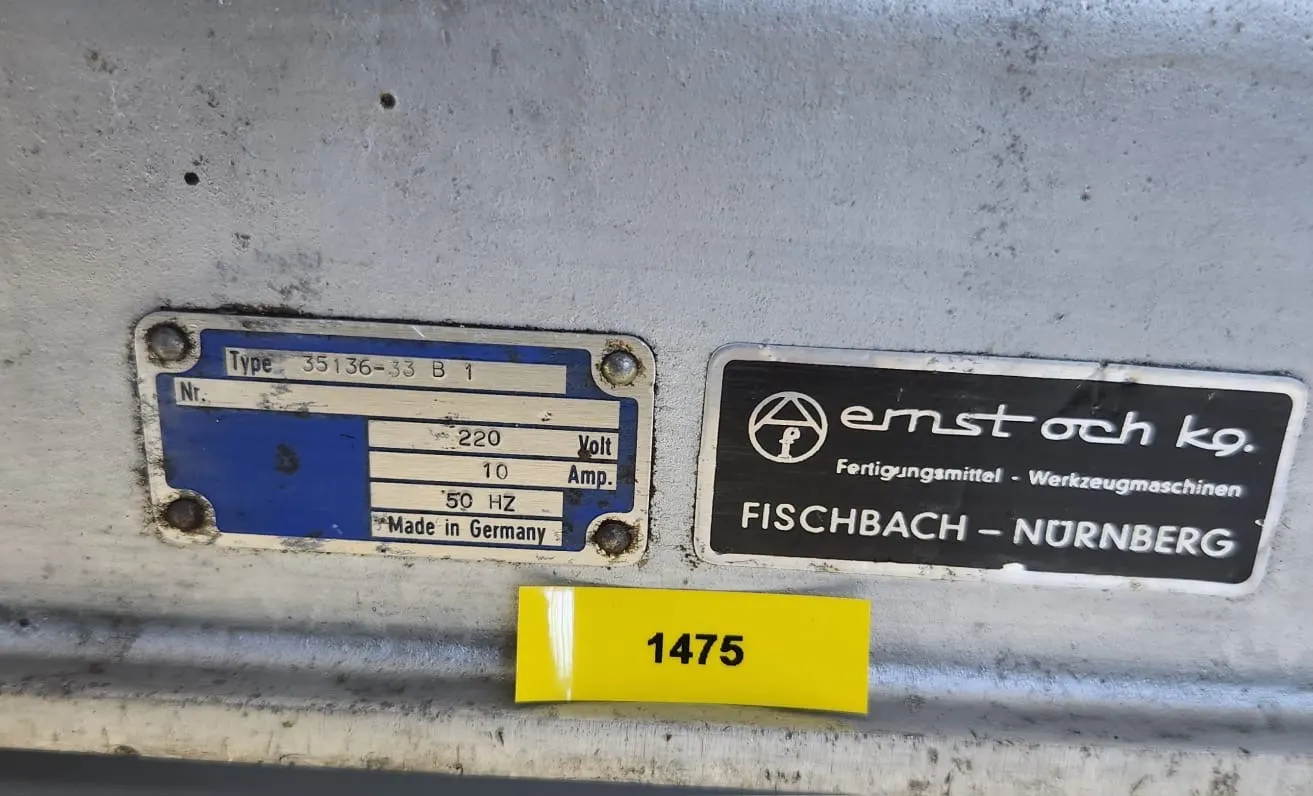 Type 35136-33 B 1
Nr.
220 Volt
10 Amp.
50 HZ
Made in Germany
ernst och kg.
Fertigungsmittel - Werkzeugmaschinen
FISCHBACH - NÜRNBERG
1475